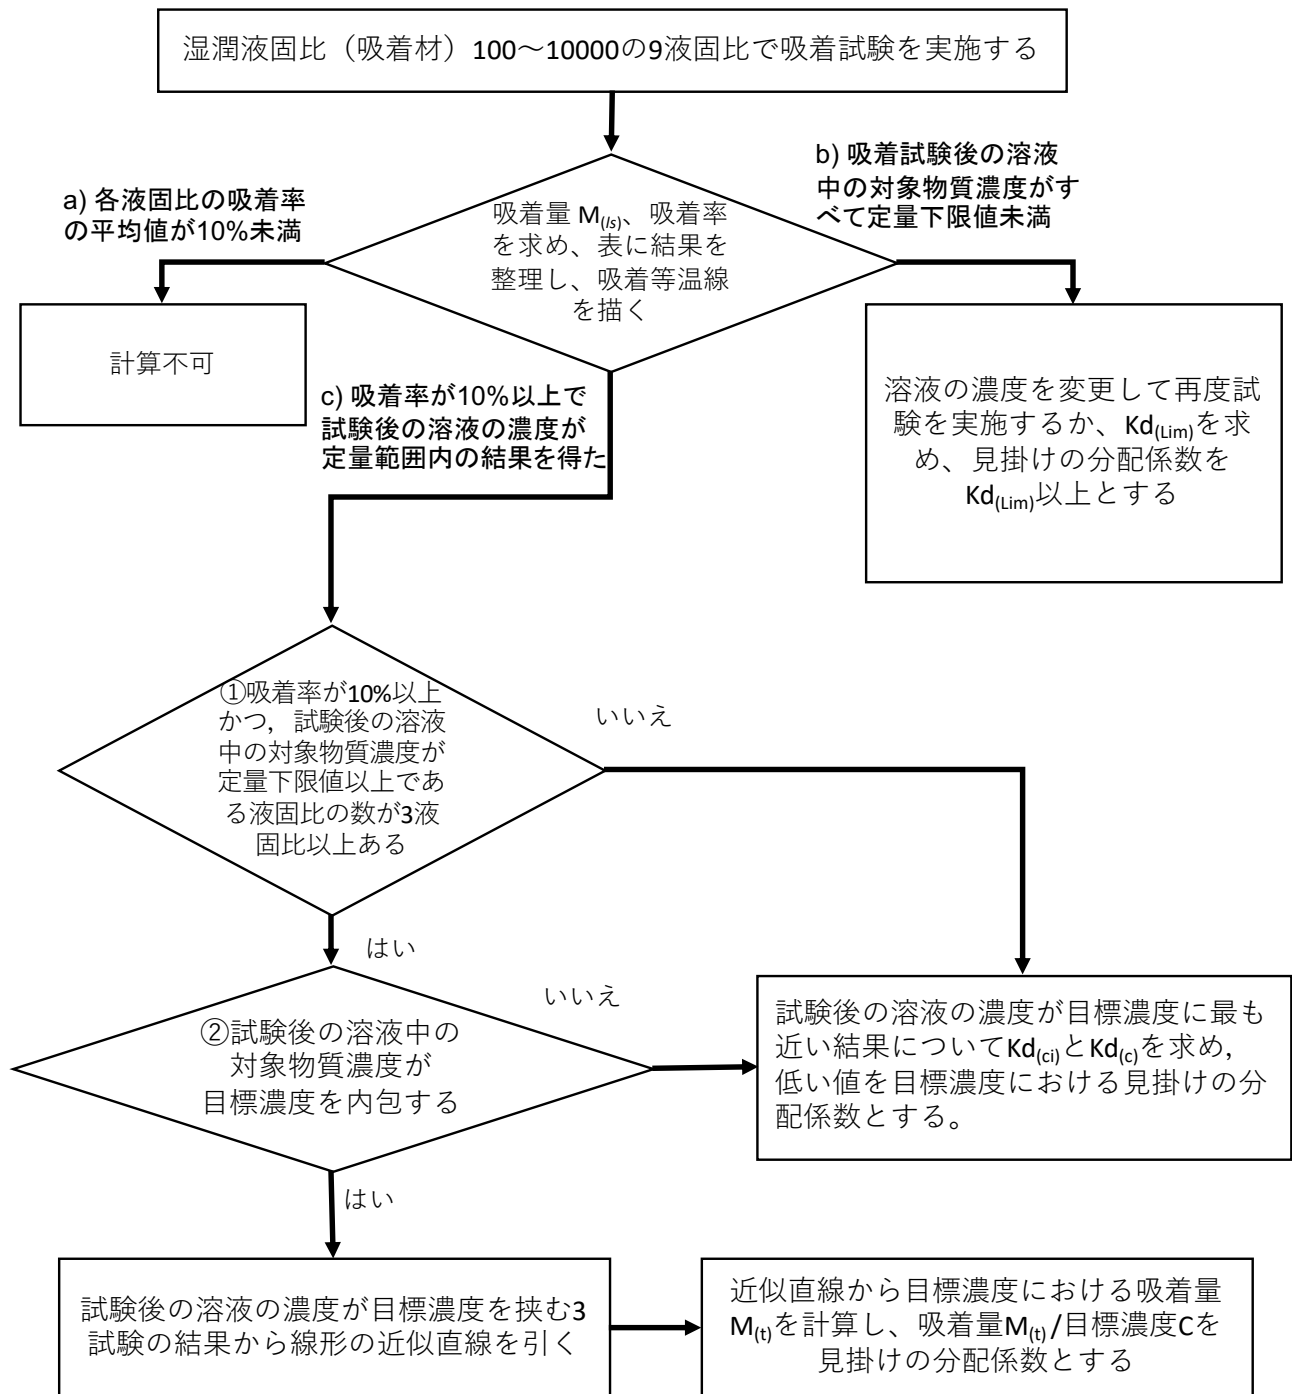 湿潤液固比（吸着材）100～10000の9液固比で吸着試験を実施する
a) 各液固比の吸着率
の平均値が10%未満
b) 吸着試験後の溶液
中の対象物質濃度がす
べて定量下限値未満
吸着量 M(ls)、吸着率
を求め、表に結果を
整理し、吸着等温線
を描く
計算不可
溶液の濃度を変更して再度試
験を実施するか、Kd(Lim)を求
め、見掛けの分配係数を
Kd(Lim)以上とする
c) 吸着率が10%以上で
試験後の溶液の濃度が
定量範囲内の結果を得た
①吸着率が10%以上
かつ，試験後の溶液
中の対象物質濃度が
定量下限値以上であ
る液固比の数が3液
固比以上ある
いいえ
はい
②試験後の溶液中の
対象物質濃度が
目標濃度を内包する
いいえ
試験後の溶液の濃度が目標濃度に最も
近い結果についてKd(ci)とKd(c)を求め，
低い値を目標濃度における見掛けの分
配係数とする。
はい
試験後の溶液の濃度が目標濃度を挟む3
試験の結果から線形の近似直線を引く
近似直線から目標濃度における吸着量
M(t)を計算し、吸着量M(t)/目標濃度Cを
見掛けの分配係数とする